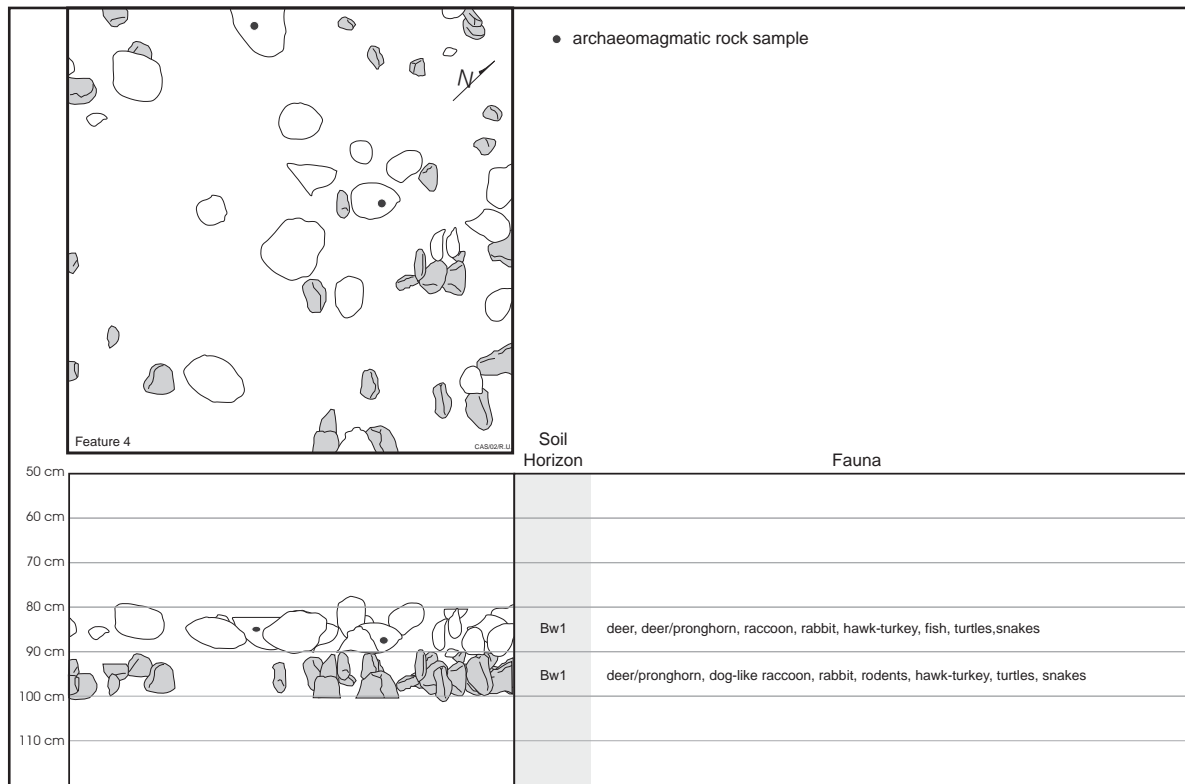 ● archaeomagmatic rock sample
N
Feature 4
CAS/02/R.LI
Soil
Horizon
Fauna
50 cm
60 cm
70 cm
80 cm
Bw1 deer, deer/pronghorn, raccoon, rabbit, hawk-turkey, fish, turtles,snakes
90 cm
Bw1 deer/pronghorn, dog-like raccoon, rabbit, rodents, hawk-turkey, turtles, snakes
100 cm
110 cm